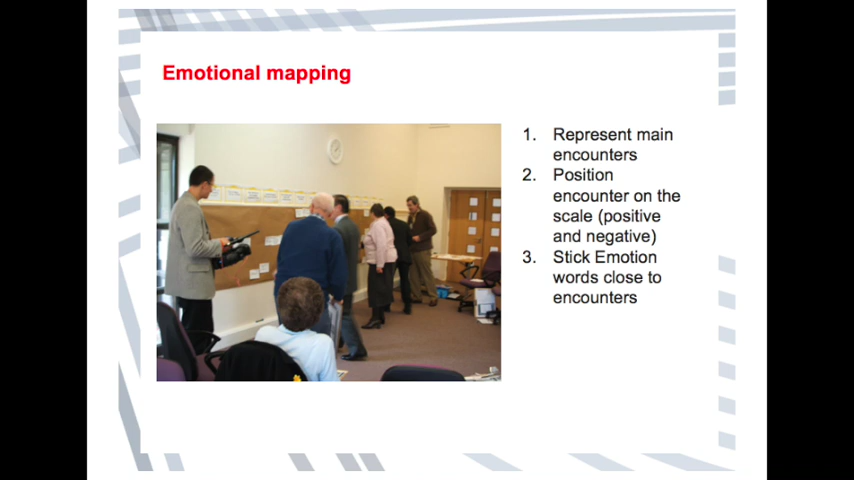 Emotional mapping
1. Represent main
encounters
2. Position
encounter on the
scale (positive
and negative)
3. Stick Emotion
words close to
encounters